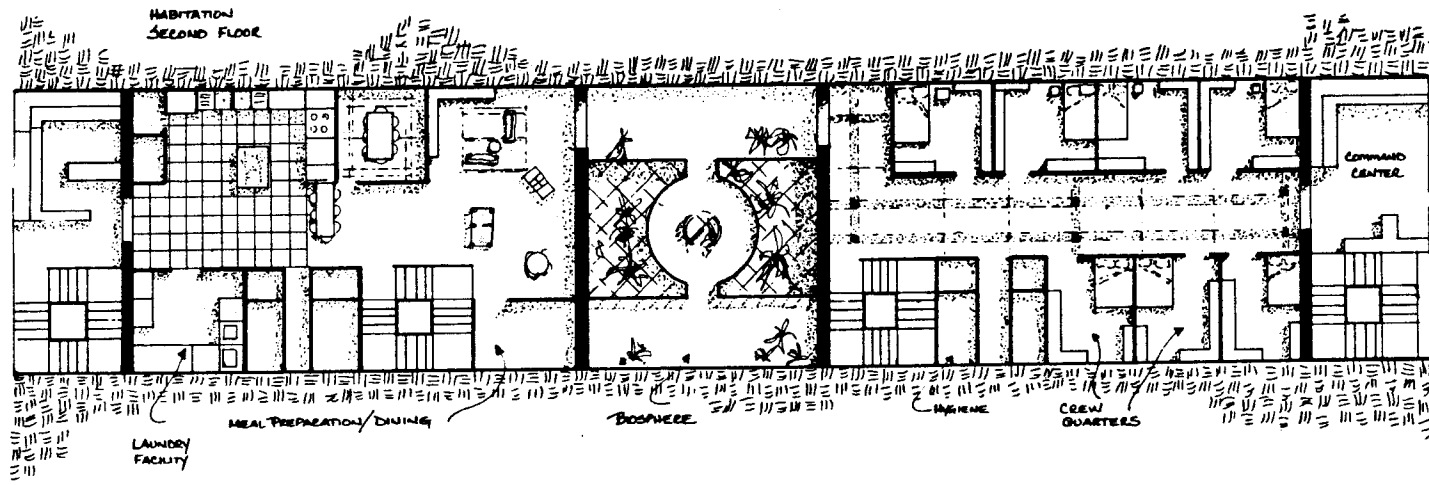 HABITATION
SECOND FLOOR
COMMAND
CENTER
MEAL PREPARATION/DINING
BIOSPHERE
HYGIENE
CREW
QUARTERS
LAUNDRY
FACILITY